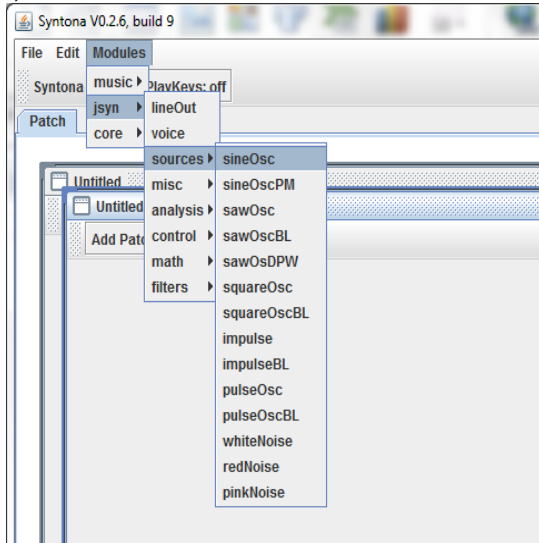 Syntona V0.2.6, build 9
File Edit Modules
Syntona PlayKeys: off
music
jsyn
core
Patch
lineOut
voice
sources
misc
analysis
control
math
filters
sineOsc
sineOscPM
sawOsc
sawOscBL
sawOsDPW
squareOsc
squareOscBL
impulse
impulseBL
pulseOsc
pulseOscBL
whiteNoise
redNoise
pinkNoise
Untitled
Untitled
Add Patc